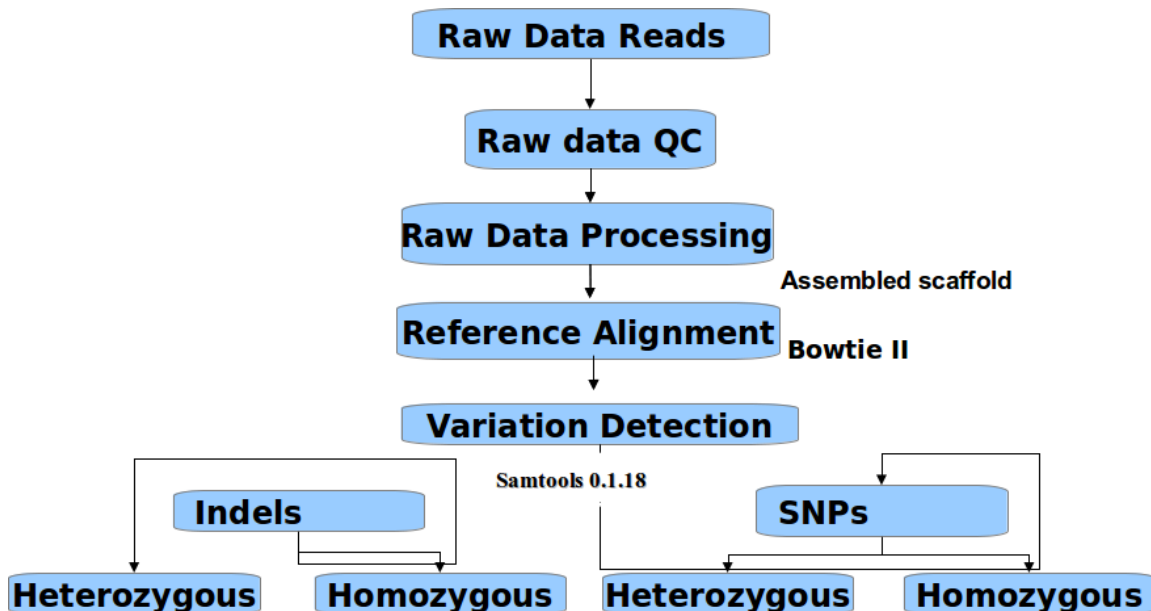 Raw Data Reads
Raw data QC
Raw Data Processing
Assembled scaffold
Reference Alignment
Bowtie II
Variation Detection
Samtools 0.1.18
Indels
SNPs
Heterozygous
Homozygous
Heterozygous
Homozygous